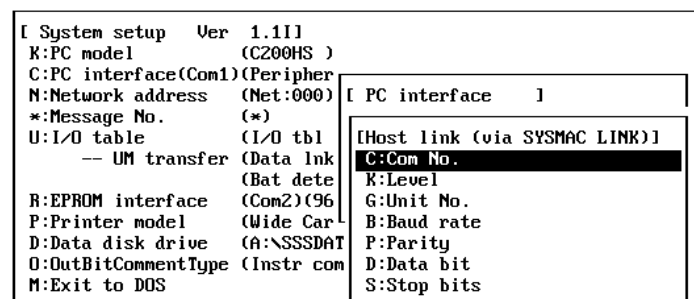 [ System setup Ver 1.1I]
K:PC model (C200HS )
C:PC interface(Com1)(Peripher
N:Network address (Net:000)
*:Message No. (*)
U:I/O table (I/O tbl
-- UM transfer (Data lnk
(Bat dete
R:EPROM interface (Com2)(96
P:Printer model (Wide Car
D:Data disk drive (A:\SSSDAT
O:OutBitCommentType (Instr com
M:Exit to DOS
[ PC interface ]
[Host link (via SYSMAC LINK)]
C:Com No.
K:Level
G:Unit No.
B:Baud rate
P:Parity
D:Data bit
S:Stop bits